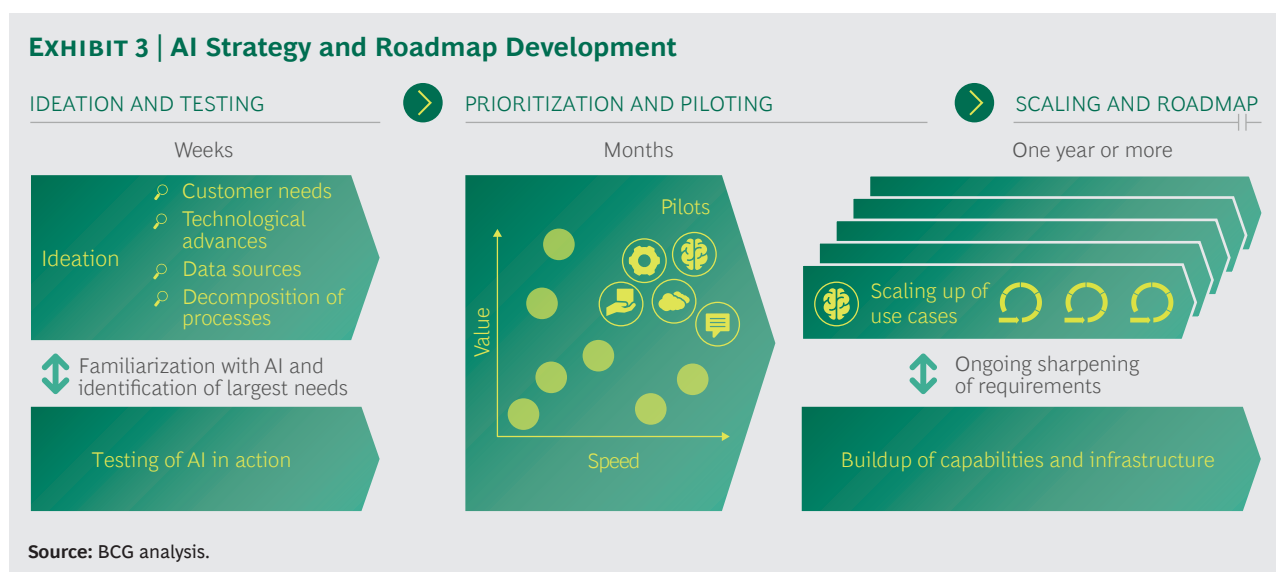 EXHIBIT 3 | AI Strategy and Roadmap Development
IDEATION AND TESTING
Weeks
Ideation
Customer needs
Technological
advances
Data sources
Decomposition of
processes
Familiarization with AI and
identification of largest needs
Testing of AI in action
PRIORITIZATION AND PILOTING
Months
Pilots
Value
Speed
SCALING AND ROADMAP
One year or more
Scaling up of
use cases
Ongoing sharpening
of requirements
Buildup of capabilities and infrastructure
Source: BCG analysis.